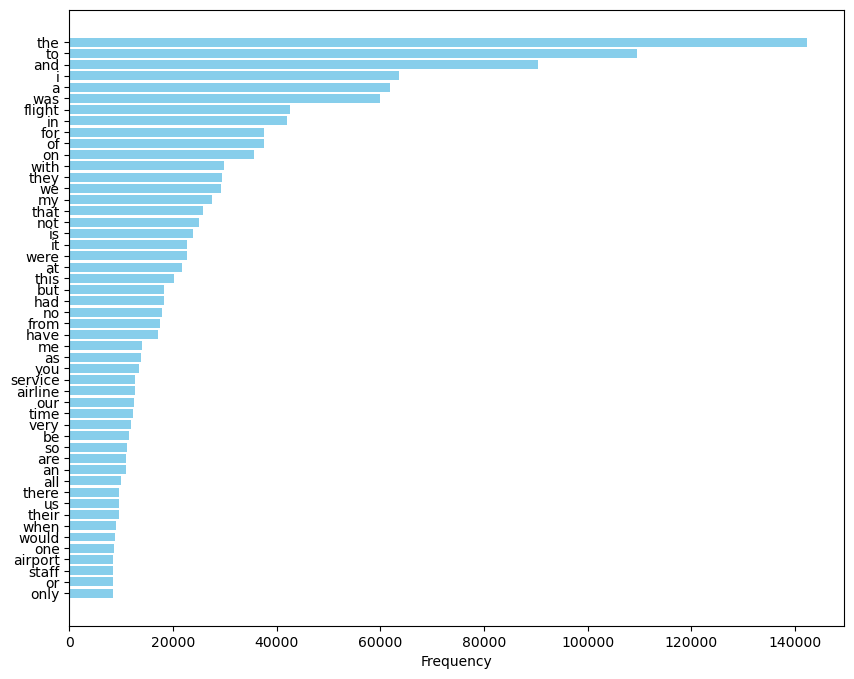 the
to
and
i
a
was
flight
in
for
of
on
with
they
we
my
that
not
is
it
were
at
this
but
had
no
from
have
me
as
you
service
airline
our
time
very
be
so
are
an
all
there
us
their
when
would
one
airport
staff
or
only
0 20000 40000 60000 80000 100000 120000 140000
Frequency